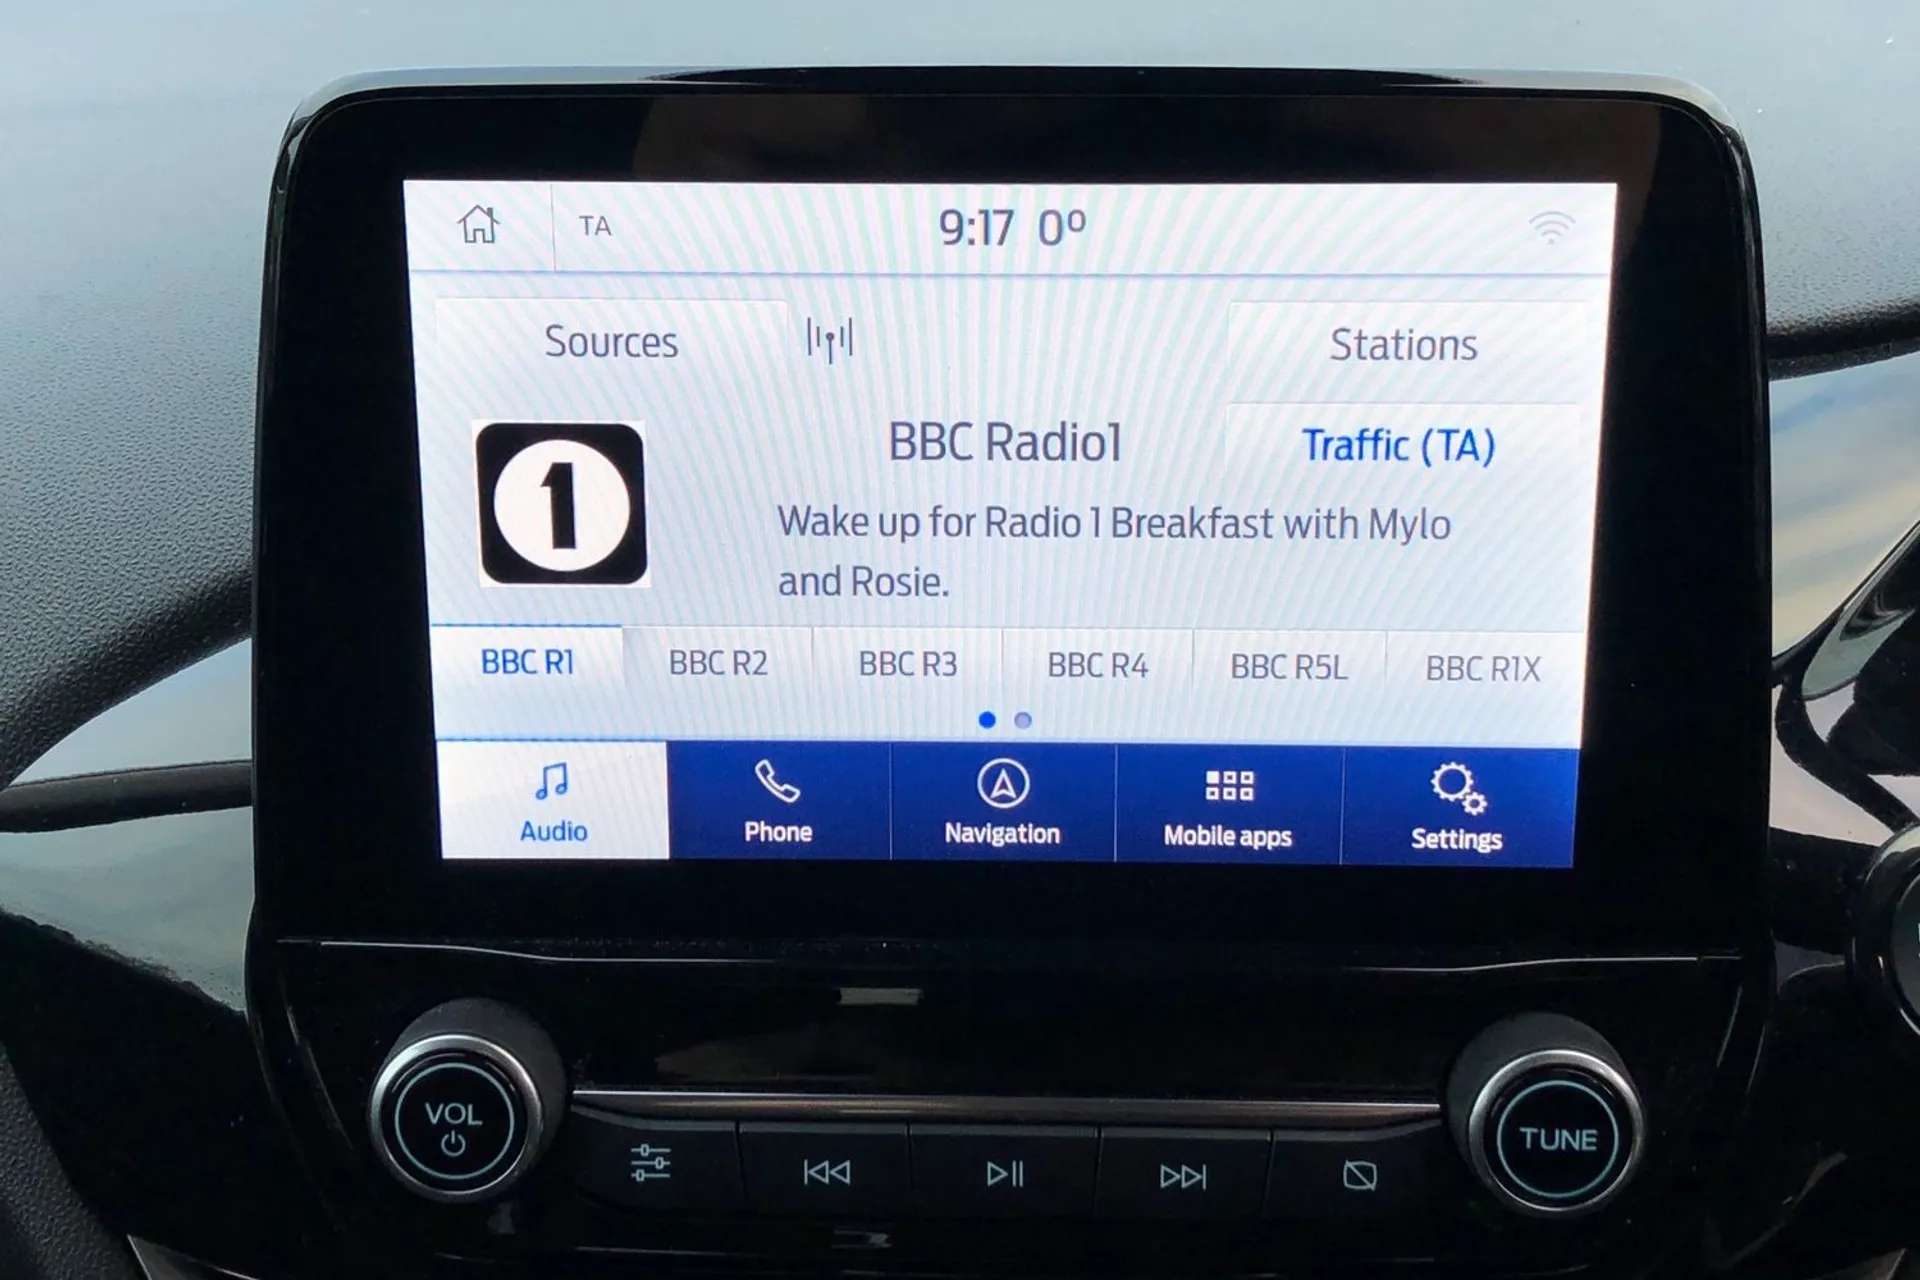 TA
9:17 0°
Sources
Stations
BBC Radio1
Traffic (TA)
1
Wake up for Radio 1 Breakfast with Mylo
and Rosie.
BBC R1 BBC R2 BBC R3 BBC R4 BBC R5L BBC R1X
Audio Phone Navigation Mobile apps Settings
VOL
TUNE